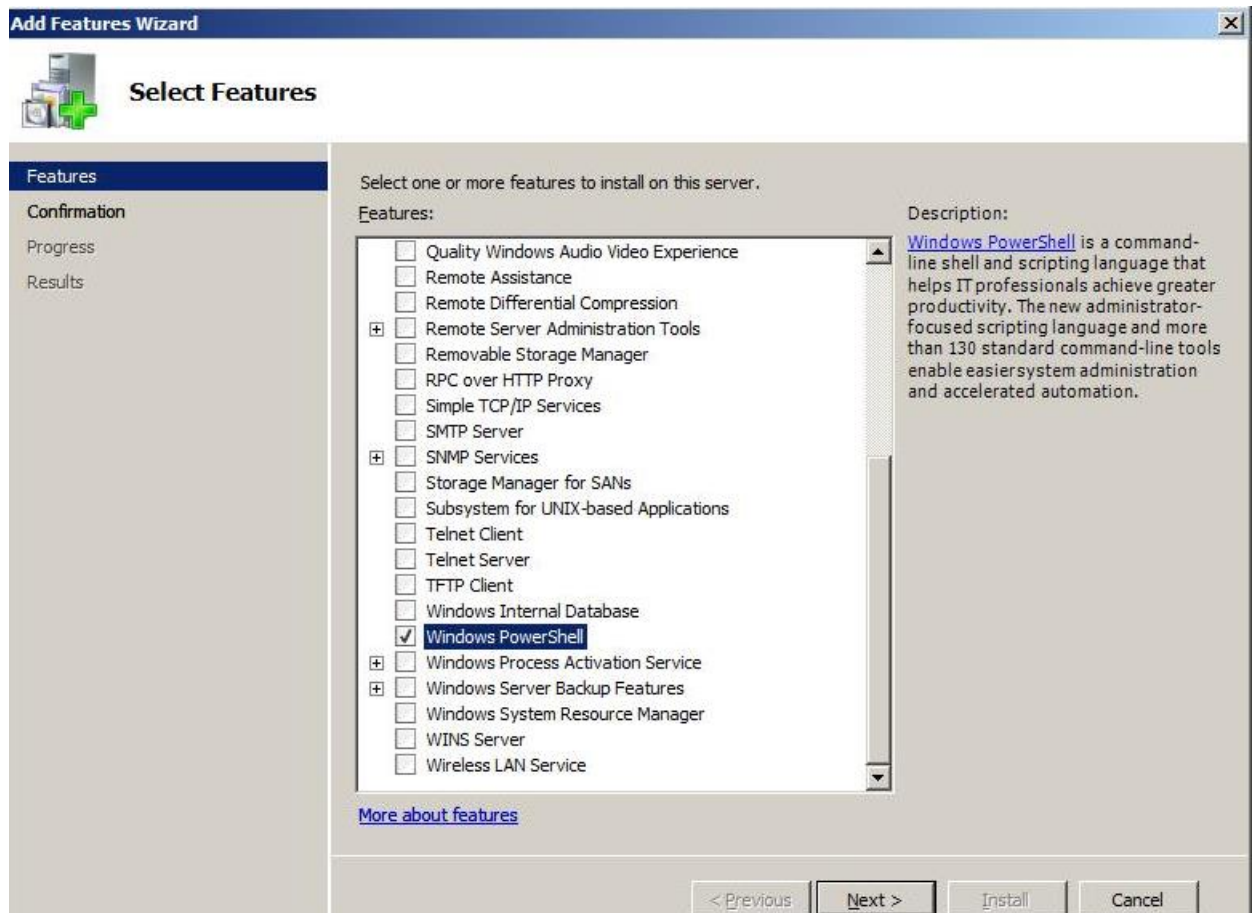 Add Features Wizard
Select Features
Features
Confirmation
Progress
Results
Select one or more features to install on this server.
Features:
Quality Windows Audio Video Experience
Remote Assistance
Remote Differential Compression
Remote Server Administration Tools
Removable Storage Manager
RPC over HTTP Proxy
Simple TCP/IP Services
SMTP Server
SNMP Services
Storage Manager for SANs
Subsystem for UNIX-based Applications
Telnet Client
Telnet Server
TFTP Client
Windows Internal Database
Windows PowerShell
Windows Process Activation Service
Windows Server Backup Features
Windows System Resource Manager
WINS Server
Wireless LAN Service
More about features
Description:
Windows PowerShell is a command-
line shell and scripting language that
helps IT professionals achieve greater
productivity. The new administrator-
focused scripting language and more
than 130 standard command-line tools
enable easiersystem administration
and accelerated automation.
< Previous
Next >
Install
Cancel